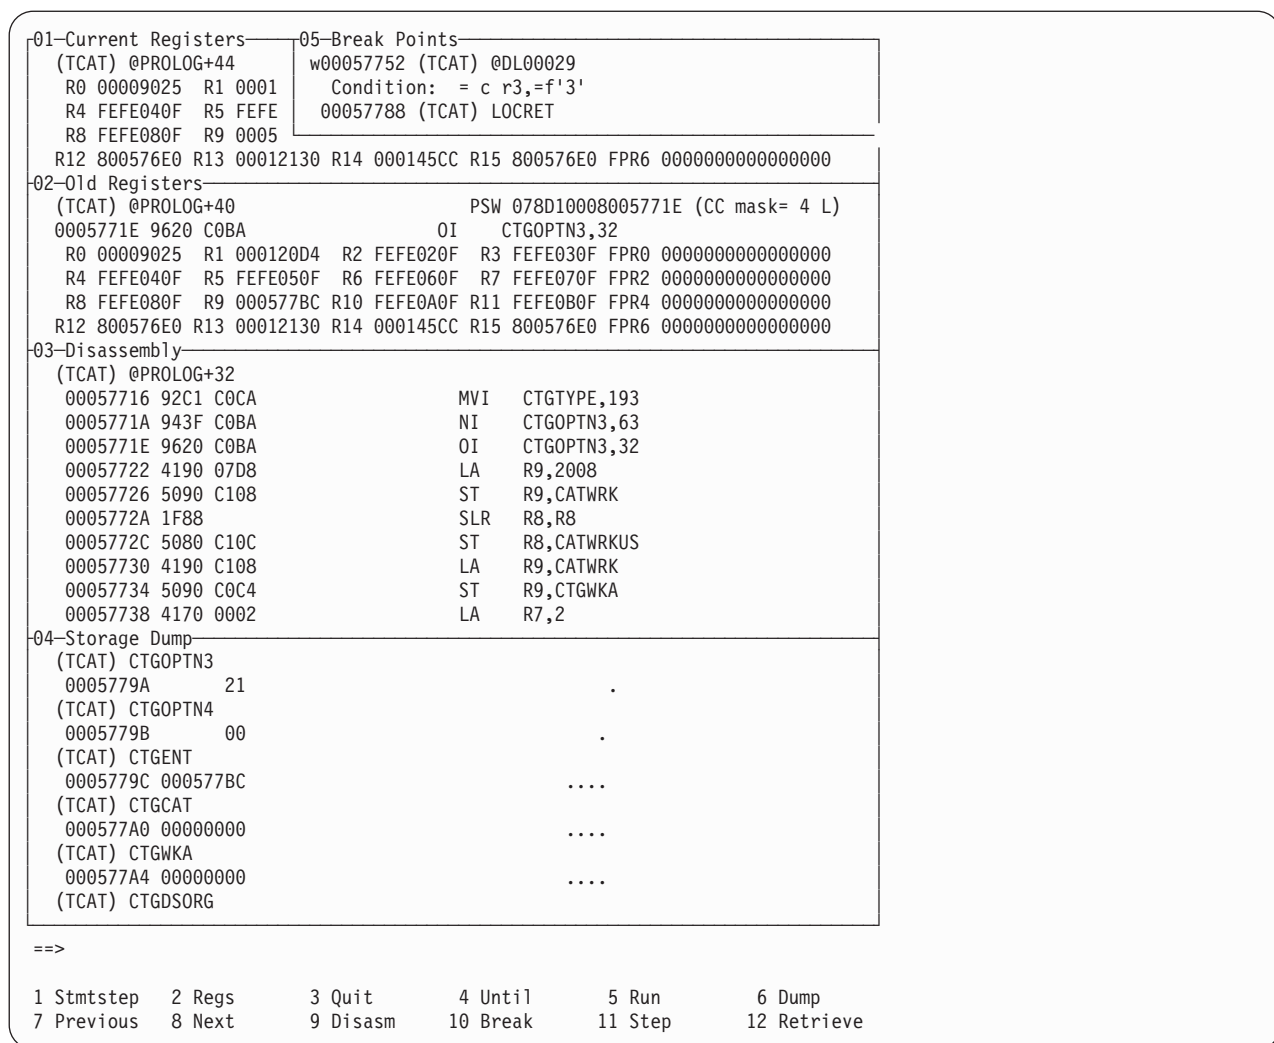 01-Current Registers 05-Break Points
(TCAT) @PROLOG+44 w00057752 (TCAT) @DL00029
R0 00009025 R1 0001 Condition: = c r3,=f'3'
R4 FEFE040F R5 FEFE 00057788 (TCAT) LOCRET
R8 FEFE080F R9 0005
R12 800576E0 R13 00012130 R14 000145CC R15 800576E0 FPR6 0000000000000000
02-Old Registers
(TCAT) @PROLOG+40 PSW 078D10008005771E (CC mask= 4 L)
0005771E 9620 C0BA OI CTGOPTN3,32
R0 00009025 R1 000120D4 R2 FEFE020F R3 FEFE030F FPR0 0000000000000000
R4 FEFE040F R5 FEFE050F R6 FEFE060F R7 FEFE070F FPR2 0000000000000000
R8 FEFE080F R9 000577BC R10 FEFE0A0F R11 FEFE0B0F FPR4 0000000000000000
R12 800576E0 R13 00012130 R14 000145CC R15 800576E0 FPR6 0000000000000000
03-Disassembly
(TCAT) @PROLOG+32
00057716 92C1 C0CA MVI CTGTYPE,193
0005771A 943F C0BA NI CTGOPTN3,63
0005771E 9620 C0BA OI CTGOPTN3,32
00057722 4190 07D8 LA R9,2008
00057726 5090 C108 ST R9,CATWRK
0005772A 1F88 SLR R8,R8
0005772C 5080 C10C ST R8,CATWRKUS
00057730 4190 C108 LA R9,CATWRK
00057734 5090 C0C4 ST R9,CTGWKA
00057738 4170 0002 LA R7,2
04-Storage Dump
(TCAT) CTGOPTN3
0005779A 21 .
(TCAT) CTGOPTN4
0005779B 00 .
(TCAT) CTGENT
0005779C 000577BC ....
(TCAT) CTGCAT
000577A0 00000000 ....
(TCAT) CTGWKA
000577A4 00000000 ....
(TCAT) CTGDSORG
==>
1 Stmtstep 2 Regs 3 Quit 4 Until 5 Run 6 Dump
7 Previous 8 Next 9 Disasm 10 Break 11 Step 12 Retrieve